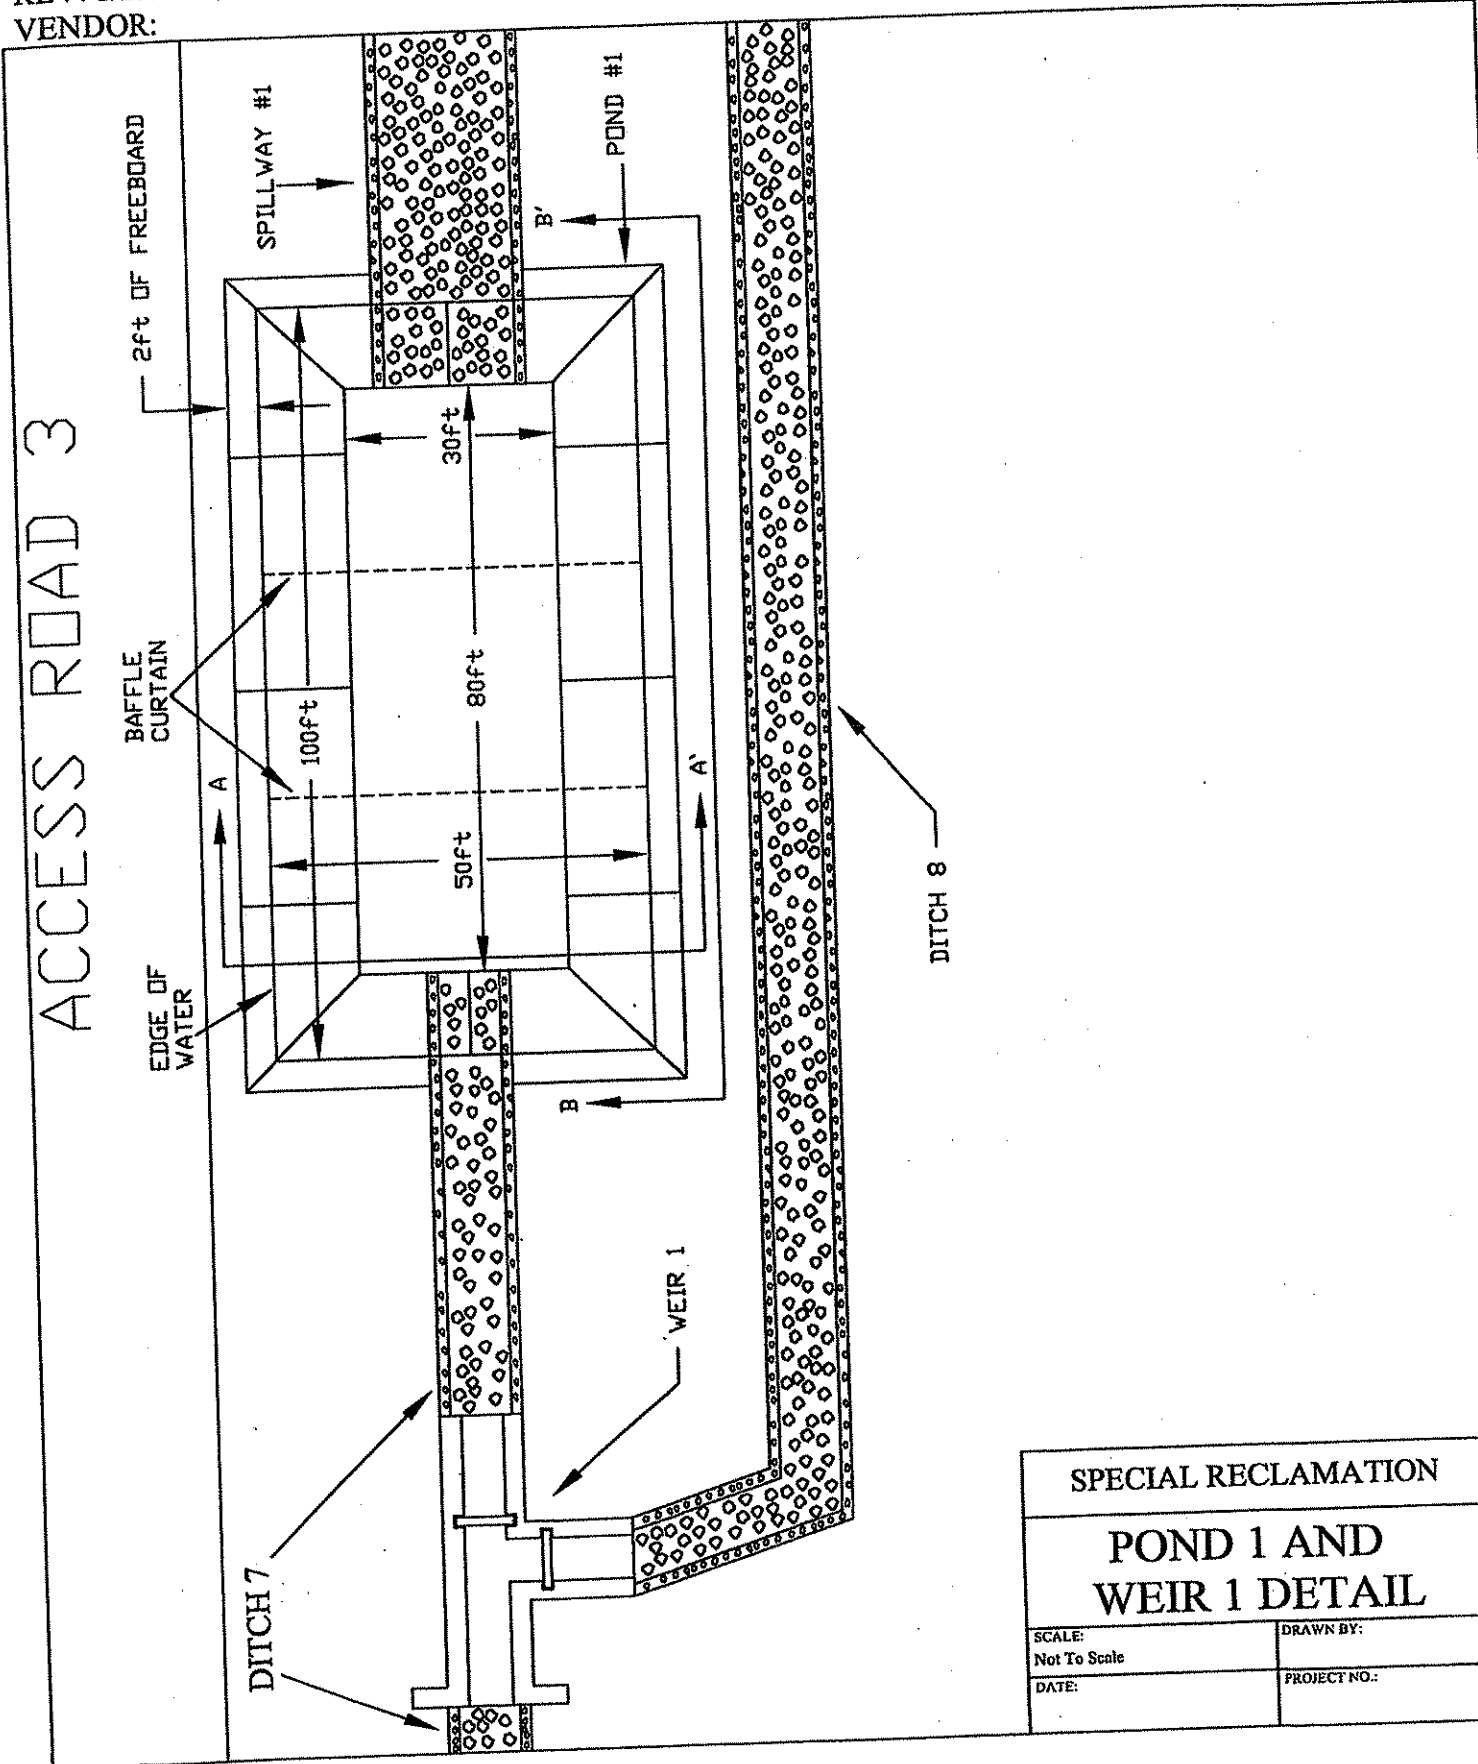 VENDOR:
ACCESS ROAD 3
2ft OF FREEBOARD
SPILLWAY #1
POND #1
B'
30ft
BAFFLE
CURTAIN
100ft
80ft
A
A'
50ft
EDGE OF
WATER
B
DITCH 8
WEIR 1
DITCH 7
SPECIAL RECLAMATION
POND 1 AND
WEIR 1 DETAIL
SCALE:
Not To Scale
DRAWN BY:
DATE:
PROJECT NO.: